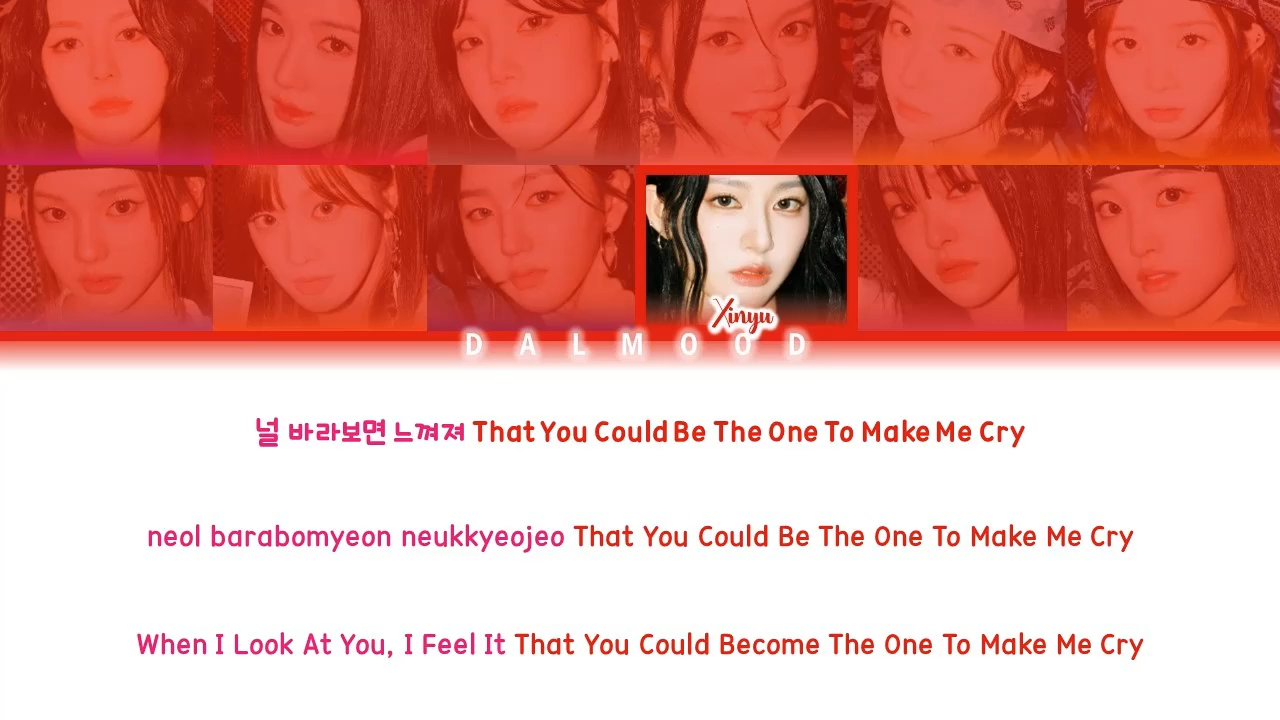 Xinyu
DALMOOD
널 바라보면 느껴져 That You Could Be The One To Make Me Cry
neol barabomyeon neukkyeojeo That You Could Be The One To Make Me Cry
When I Look At You, I Feel It That You Could Become The One To Make Me Cry